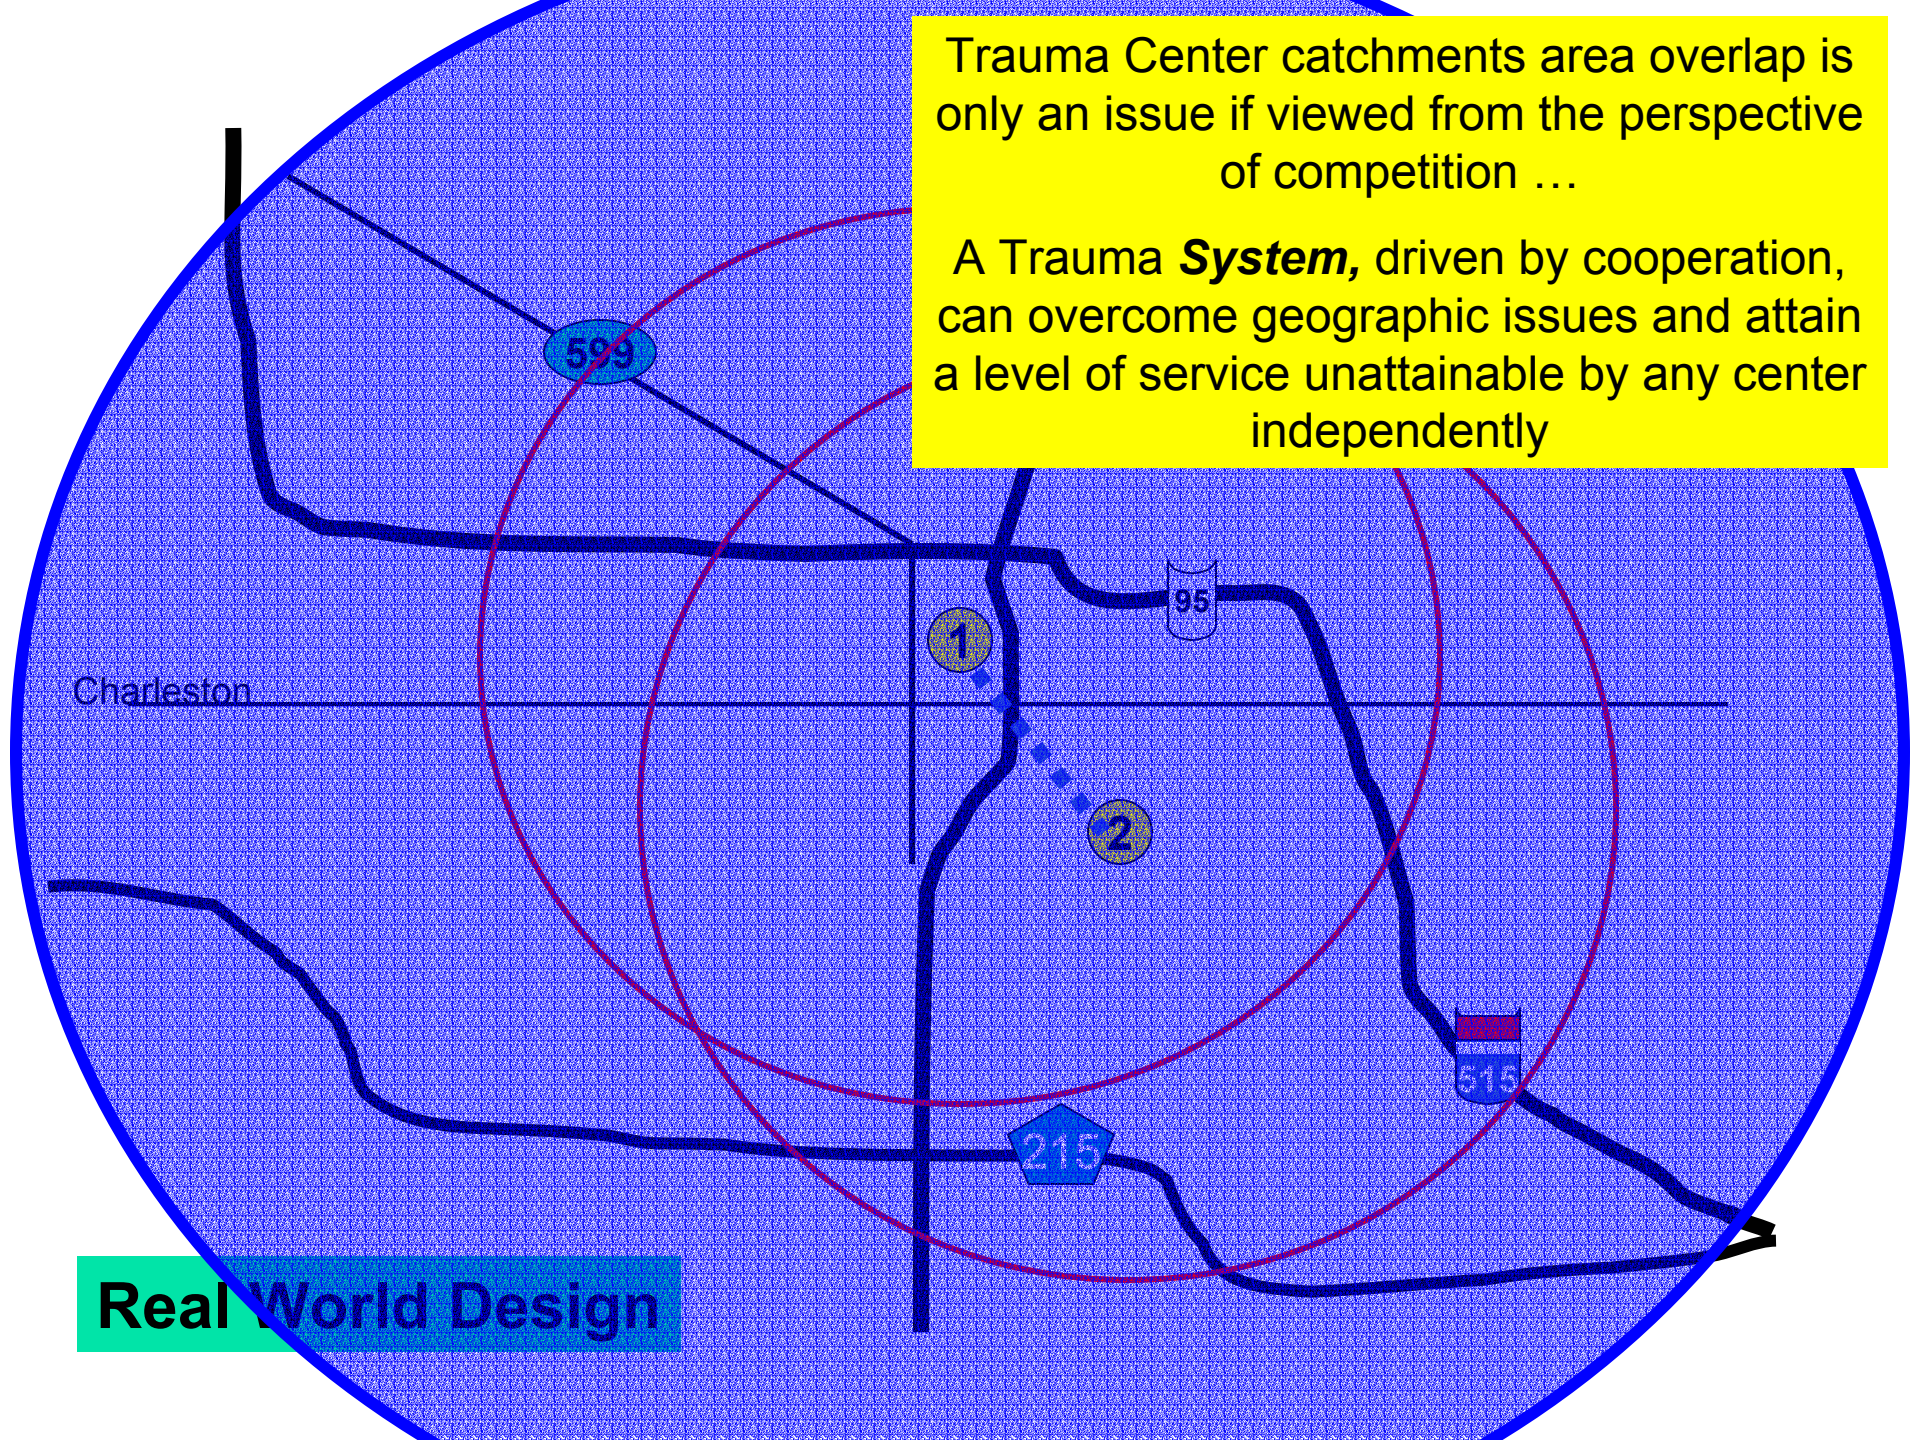 Trauma Center catchments area overlap is
only an issue if viewed from the perspective
of competition …
A Trauma System, driven by cooperation,
can overcome geographic issues and attain
a level of service unattainable by any center
independently
599
95
1
Charleston
2
515
215
Real World Design